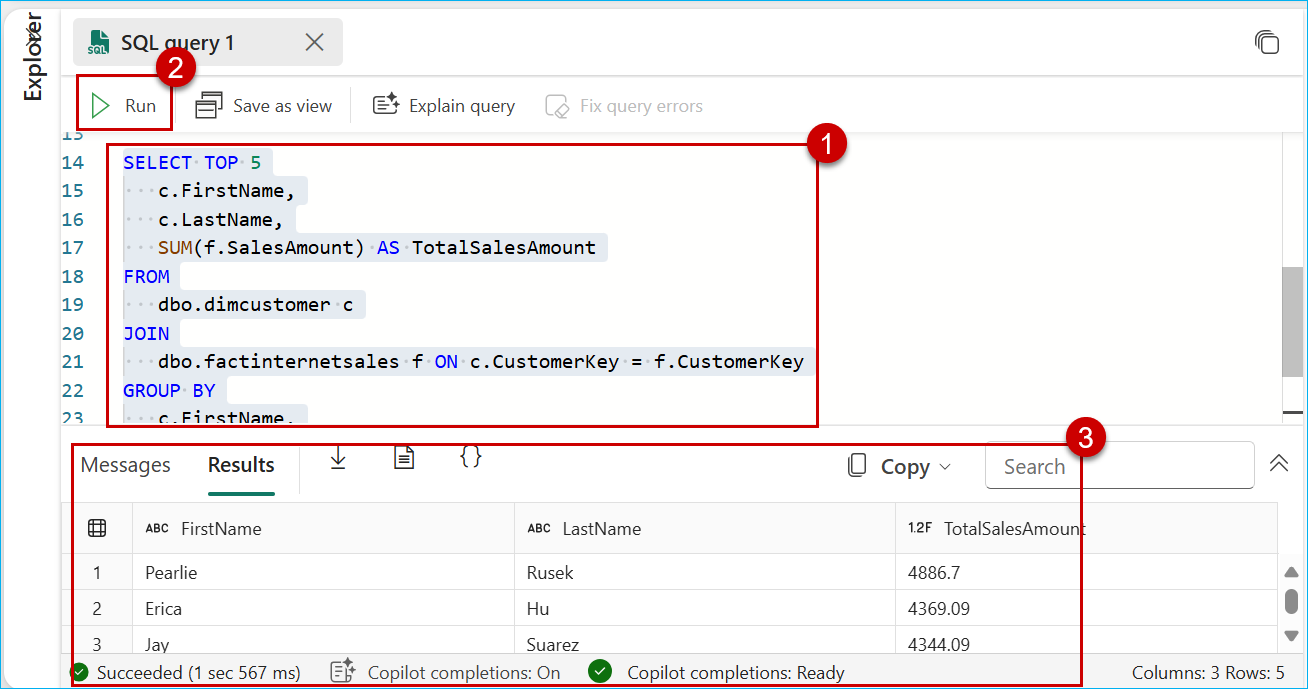 Explorer
SQL query 1
2
Run
Save as view
Explain query
Fix query errors
1
13
14 SELECT TOP 5
15 c.FirstName,
16 c.LastName,
17 SUM(f.SalesAmount) AS TotalSalesAmount
18 FROM
19 dbo.dimcustomer c
20 JOIN
21 dbo.factinternetsales f ON c.CustomerKey = f.CustomerKey
22 GROUP BY
23 c.FirstName,
3
Messages Results {} Copy Search
ABC FirstName ABC LastName 1.2F TotalSalesAmount
1 Pearlie Rusek 4886.7
2 Erica Hu 4369.09
3 Jay Suarez 4344.09
Succeeded (1 sec 567 ms) Copilot completions: On Copilot completions: Ready Columns: 3 Rows: 5